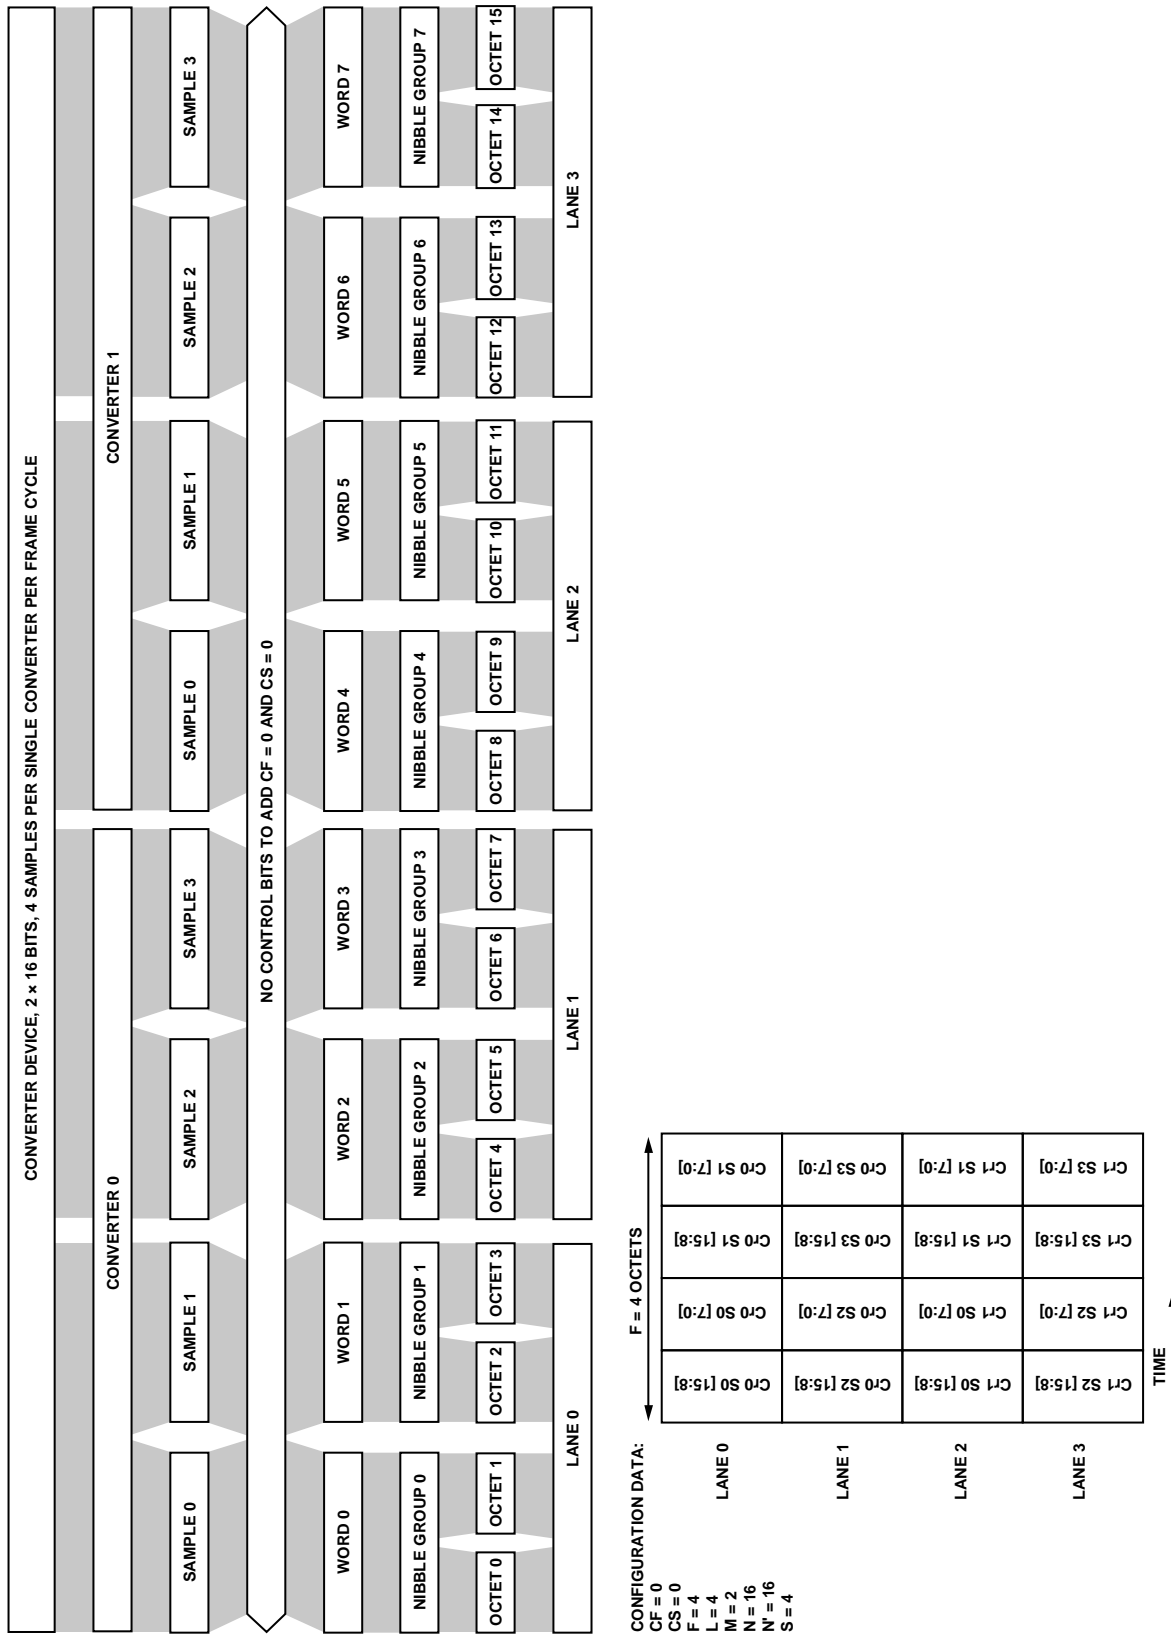 CONVERTER DEVICE, 2 × 16 BITS, 4 SAMPLES PER SINGLE CONVERTER PER FRAME CYCLE
CONVERTER 0
CONVERTER 1
SAMPLE 0
SAMPLE 1
SAMPLE 2
SAMPLE 3
SAMPLE 0
SAMPLE 1
SAMPLE 2
SAMPLE 3
NO CONTROL BITS TO ADD CF = 0 AND CS = 0
WORD 0
WORD 1
WORD 2
WORD 3
WORD 4
WORD 5
WORD 6
WORD 7
NIBBLE GROUP 0
NIBBLE GROUP 1
NIBBLE GROUP 2
NIBBLE GROUP 3
NIBBLE GROUP 4
NIBBLE GROUP 5
NIBBLE GROUP 6
NIBBLE GROUP 7
OCTET 0
OCTET 1
OCTET 2
OCTET 3
OCTET 4
OCTET 5
OCTET 6
OCTET 7
OCTET 8
OCTET 9
OCTET 10
OCTET 11
OCTET 12
OCTET 13
OCTET 14
OCTET 15
LANE 0
LANE 1
LANE 2
LANE 3
CONFIGURATION DATA:
CF = 0
CS = 0
F = 4
L = 4
M = 2
N = 16
N' = 16
S = 4
F = 4 OCTETS
LANE 0
Cr0 S0 [15:8]
Cr0 S0 [7:0]
Cr0 S1 [15:8]
Cr0 S1 [7:0]
LANE 1
Cr0 S2 [15:8]
Cr0 S2 [7:0]
Cr0 S3 [15:8]
Cr0 S3 [7:0]
LANE 2
Cr1 S0 [15:8]
Cr1 S0 [7:0]
Cr1 S1 [15:8]
Cr1 S1 [7:0]
LANE 3
Cr1 S2 [15:8]
Cr1 S2 [7:0]
Cr1 S3 [15:8]
Cr1 S3 [7:0]
TIME